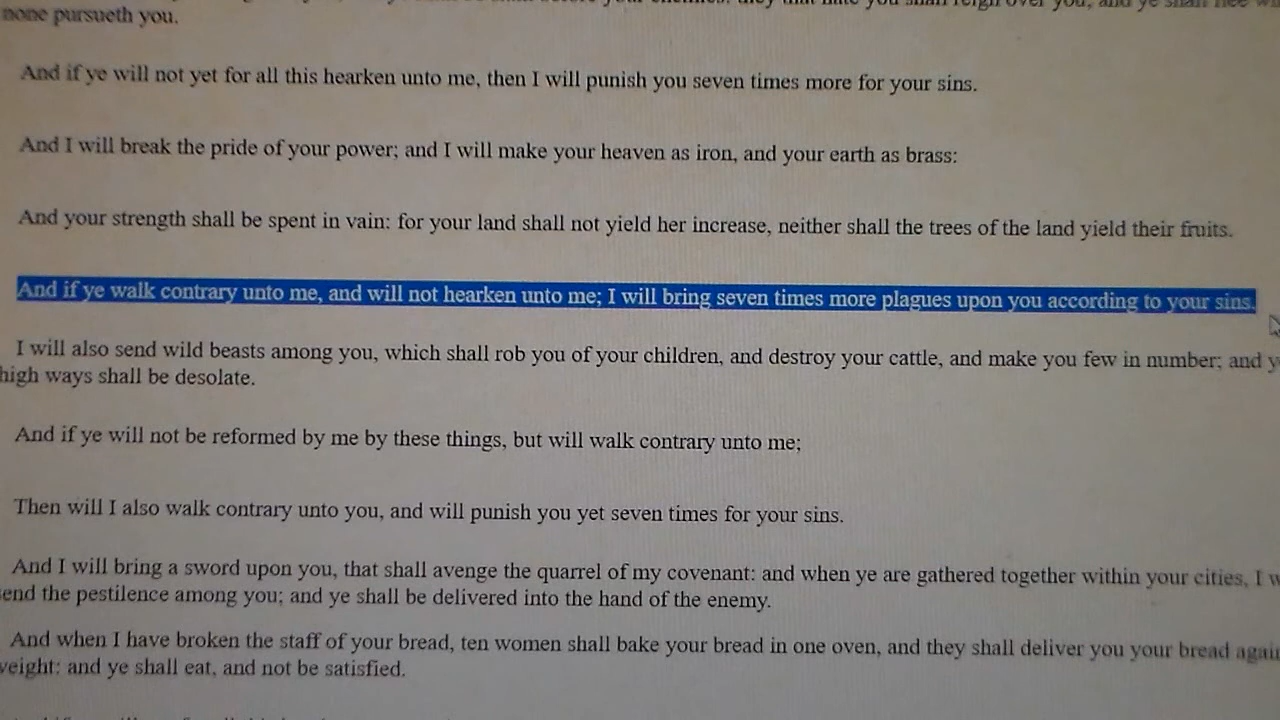 none pursueth you.
And if ye will not yet for all this hearken unto me, then I will punish you seven times more for your sins.
And I will break the pride of your power; and I will make your heaven as iron, and your earth as brass:
And your strength shall be spent in vain: for your land shall not yield her increase, neither shall the trees of the land yield their fruits.
And if ye walk contrary unto me, and will not hearken unto me; I will bring seven times more plagues upon you according to your sins.
I will also send wild beasts among you, which shall rob you of your children, and destroy your cattle, and make you few in number; and
high ways shall be desolate.
And if ye will not be reformed by me by these things, but will walk contrary unto me;
Then will I also walk contrary unto you, and will punish you yet seven times for your sins.
And I will bring a sword upon you, that shall avenge the quarrel of my covenant: and when ye are gathered together within your cities, I
the pestilence among you; and ye shall be delivered into the hand of the enemy.
And when I have broken the staff of your bread, ten women shall bake your bread in one oven, and they shall deliver you your bread
and ye shall eat, and not be satisfied.